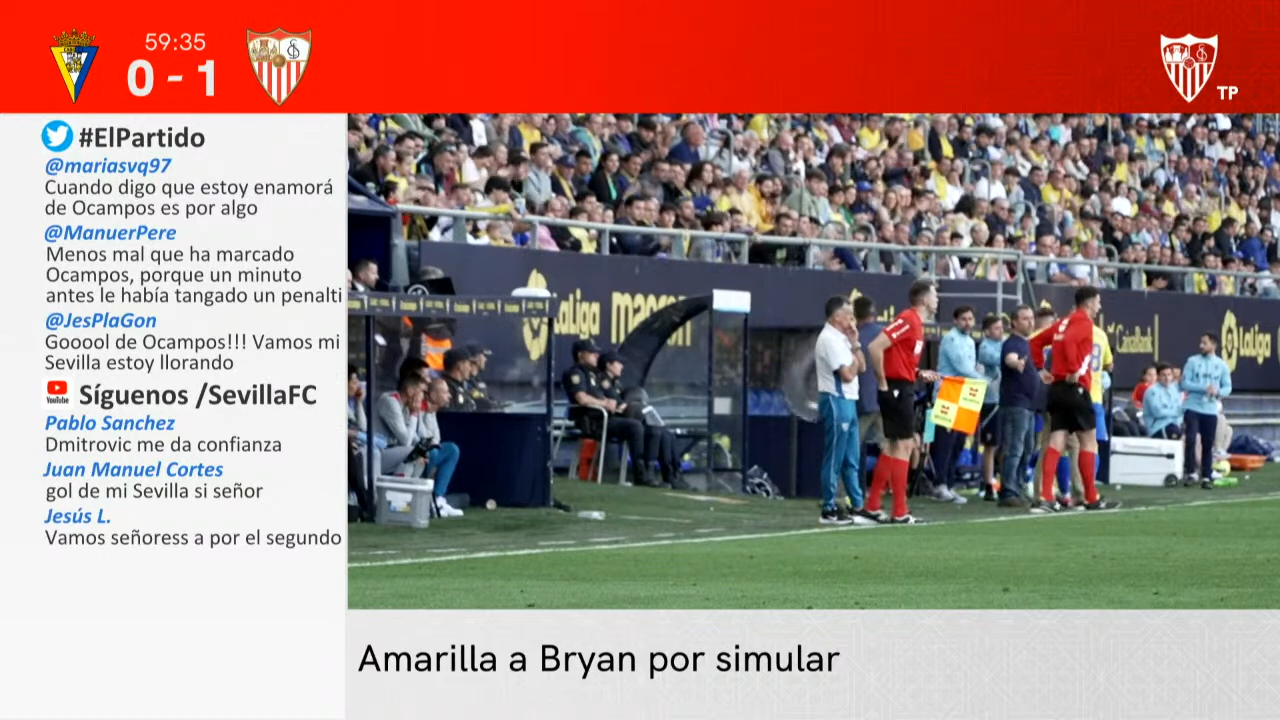 59:35
0 - 1
TP
#ElPartido
@mariasvq97
Cuando digo que estoy enamorá
de Ocampos es por algo
@ManuerPere
Menos mal que ha marcado
Ocampos, porque un minuto
antes le había tangado un penalti
@JesPlaGon
Gooool de Ocampos!!! Vamos mi
Sevilla estoy llorando
YouTube
Síguenos /SevillaFC
Pablo Sanchez
Dmitrovic me da confianza
Juan Manuel Cortes
gol de mi Sevilla si señor
Jesús L.
Vamos señoress a por el segundo
LaLiga
CaixaBank
LaLiga
Amarilla a Bryan por simular